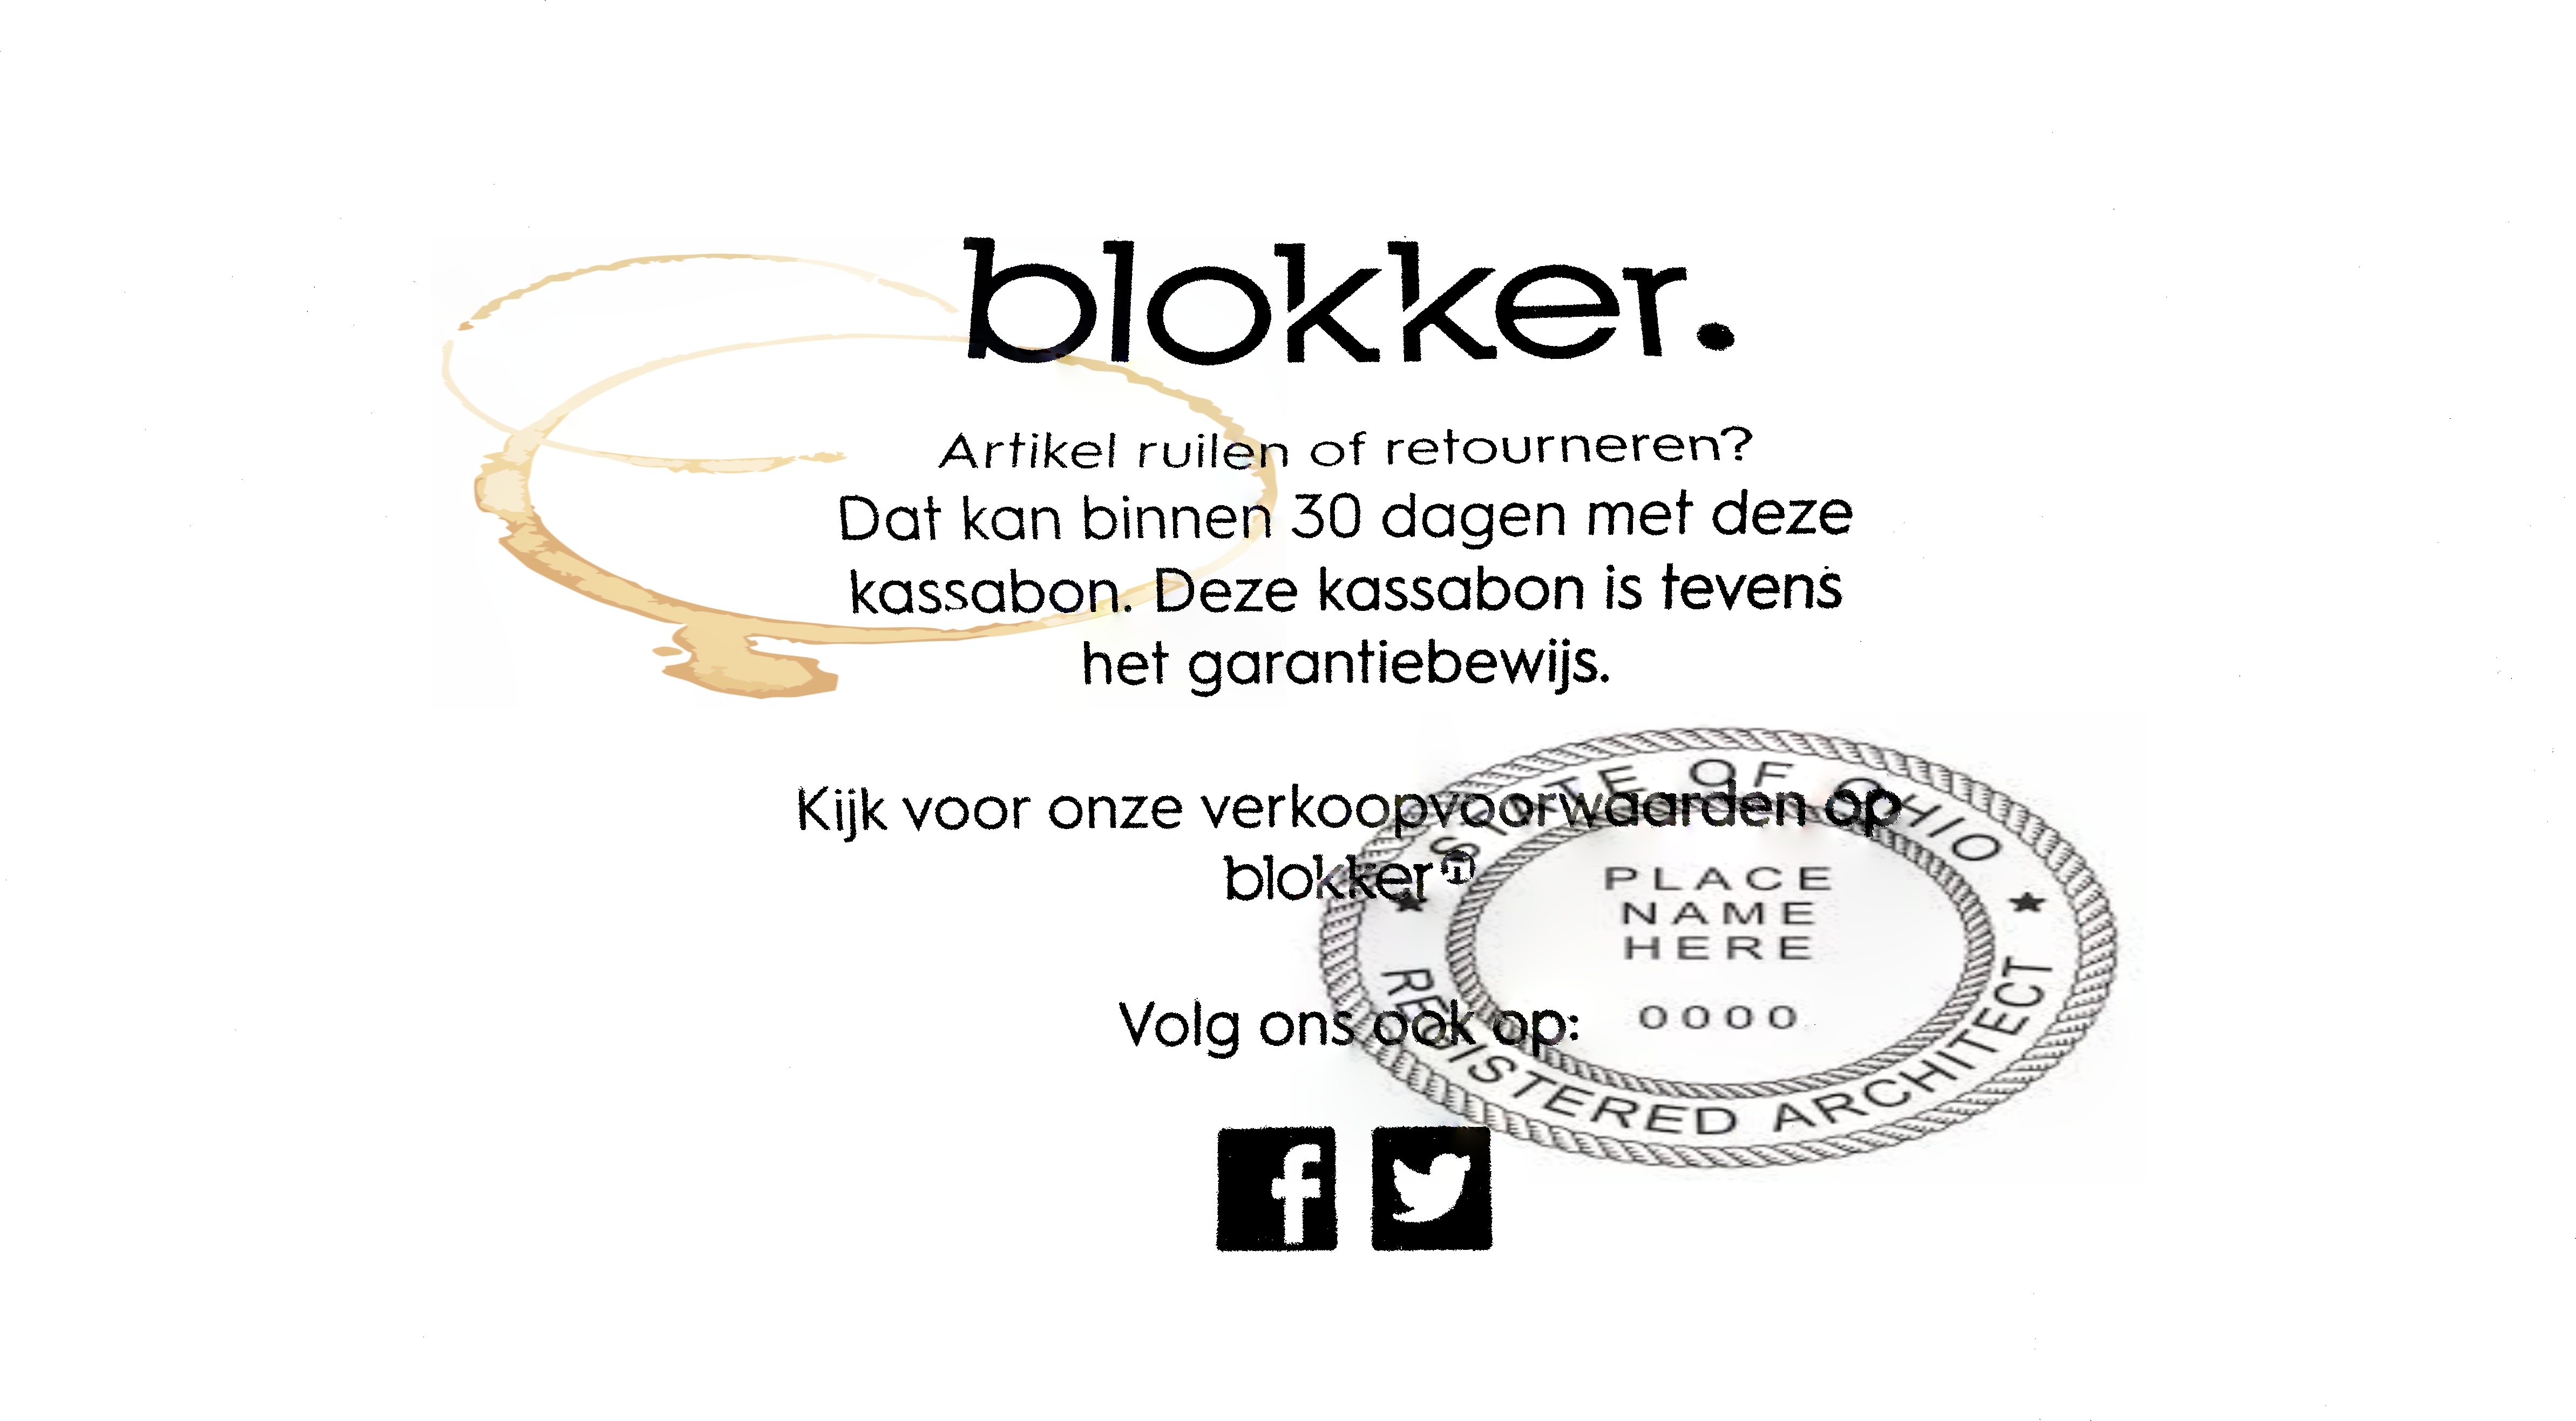 blokker.
Artikel ruilen of retourneren?
Dat kan binnen 30 dagen met deze
kassabon. Deze kassabon is tevens
het garantiebewijs.
Kijk voor onze verkoopvoorwaarden op
blokker
Volg ons ook op:
STATE OF OHIO
PLACE
NAME
HERE
0000
REGISTERED ARCHITECT